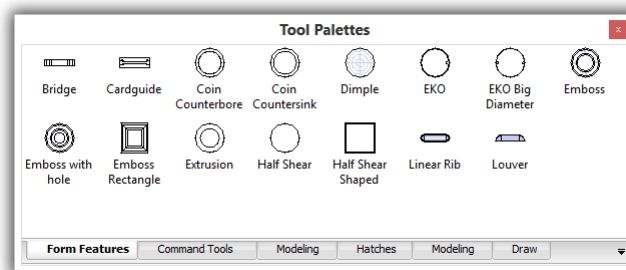 Tool Palettes
x
Bridge Cardguide Coin Coin Dimple EKO EKO Big Emboss
Counterbore Countersink Diameter
Emboss with Emboss Extrusion Half Shear Half Shear Linear Rib Louver
hole Rectangle Shaped
Form Features Command Tools Modeling Hatches Modeling Draw